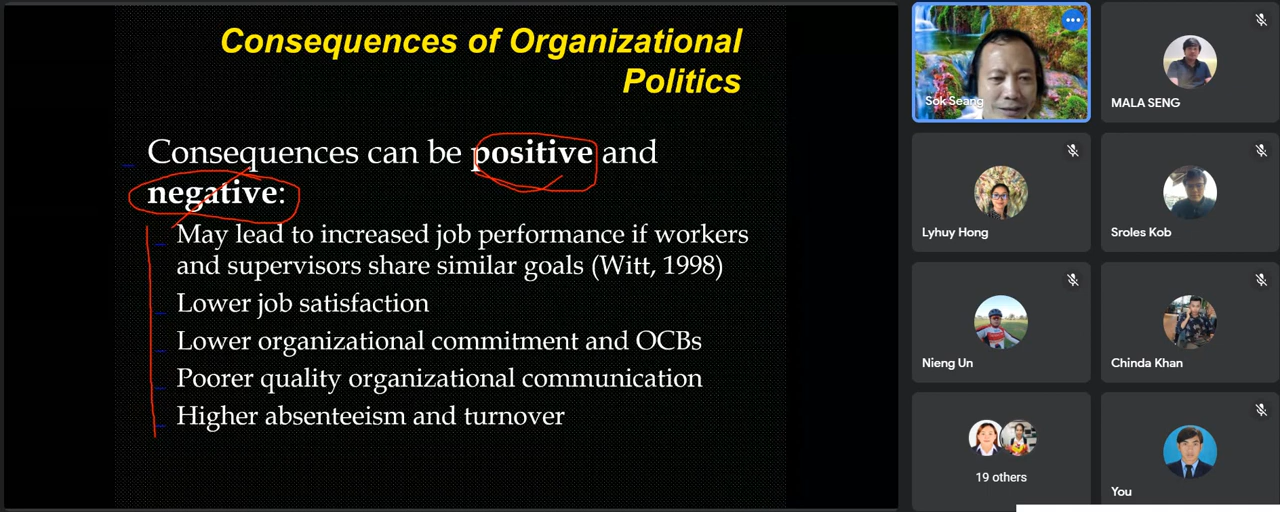 Consequences of Organizational
Politics
Consequences can be positive and
negative:
May lead to increased job performance if workers
and supervisors share similar goals (Witt, 1998)
Lower job satisfaction
Lower organizational commitment and OCBs
Poorer quality organizational communication
Higher absenteeism and turnover
Sok Seang
MALA SENG
Lyhuy Hong
Sroles Kob
Nieng Un
Chinda Khan
19 others
You